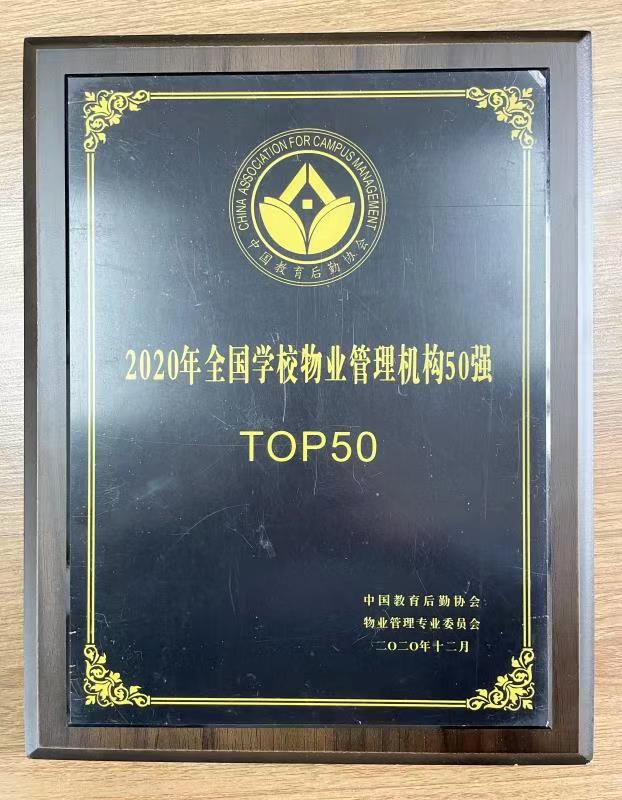 CHINA ASSOCIATION FOR CAMPUS MANAGEMENT
中国教育后勤协会
2020年全国学校物业管理机构50强
TOP50
中国教育后勤协会
物业管理专业委员会
二〇二〇年十二月